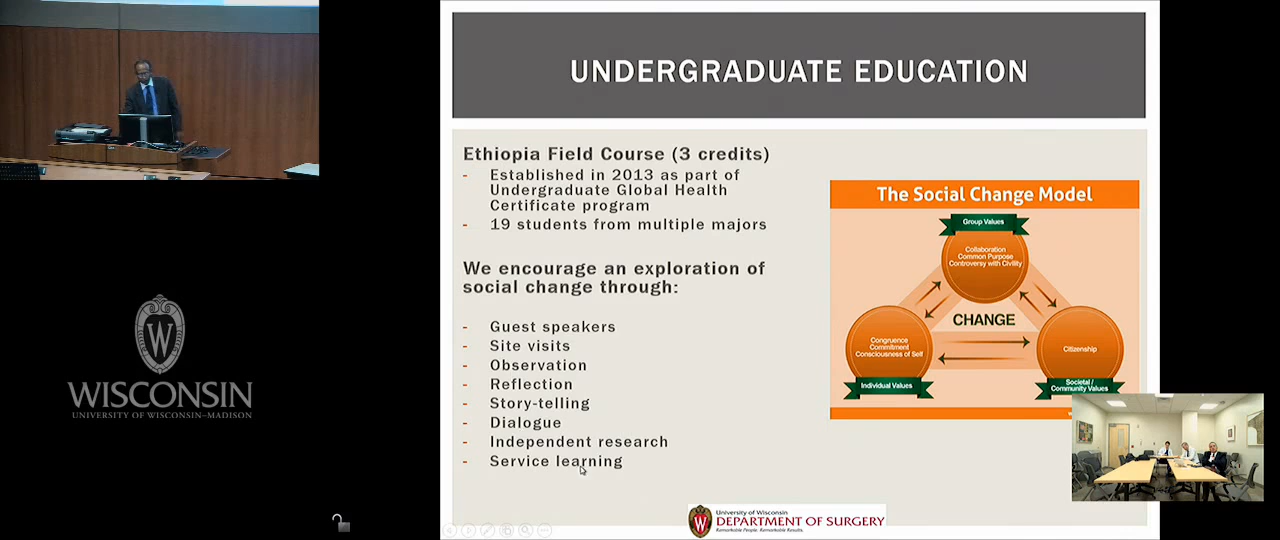 UNDERGRADUATE EDUCATION
Ethiopia Field Course (3 credits)
- Established in 2013 as part of
Undergraduate Global Health
Certificate program
- 19 students from multiple majors
We encourage an exploration of
social change through:
- Guest speakers
- Site visits
- Observation
- Reflection
- Story-telling
- Dialogue
- Independent research
- Service learning
The Social Change Model
Group Values
Collaboration
Common Purpose
Controversy with Civility
CHANGE
Congruence
Commitment
Consciousness of Self
Individual Values
Citizenship
Societal /
Community Values
W
WISCONSIN
UNIVERSITY OF WISCONSIN–MADISON
W
University of Wisconsin
DEPARTMENT OF SURGERY
Remarkable People. Remarkable Results.